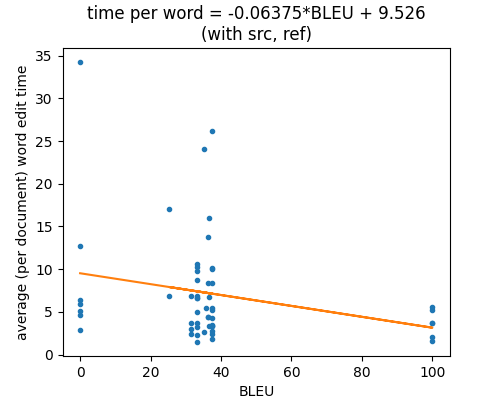 time per word = -0.06375*BLEU + 9.526
(with src, ref)
average (per document) word edit time
35
30
25
20
15
10
5
0
0 20 40 60 80 100
BLEU